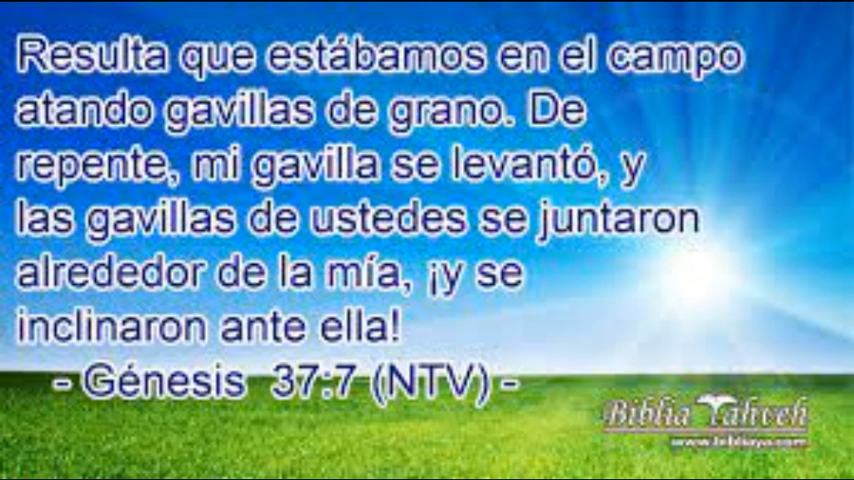 Resulta que estábamos en el campo
atando gavillas de grano. De
repente, mi gavilla se levantó, y
las gavillas de ustedes se juntaron
alrededor de la mía, ¡y se
inclinaron ante ella!
- Génesis 37:7 (NTV) -
Biblia Yahveh